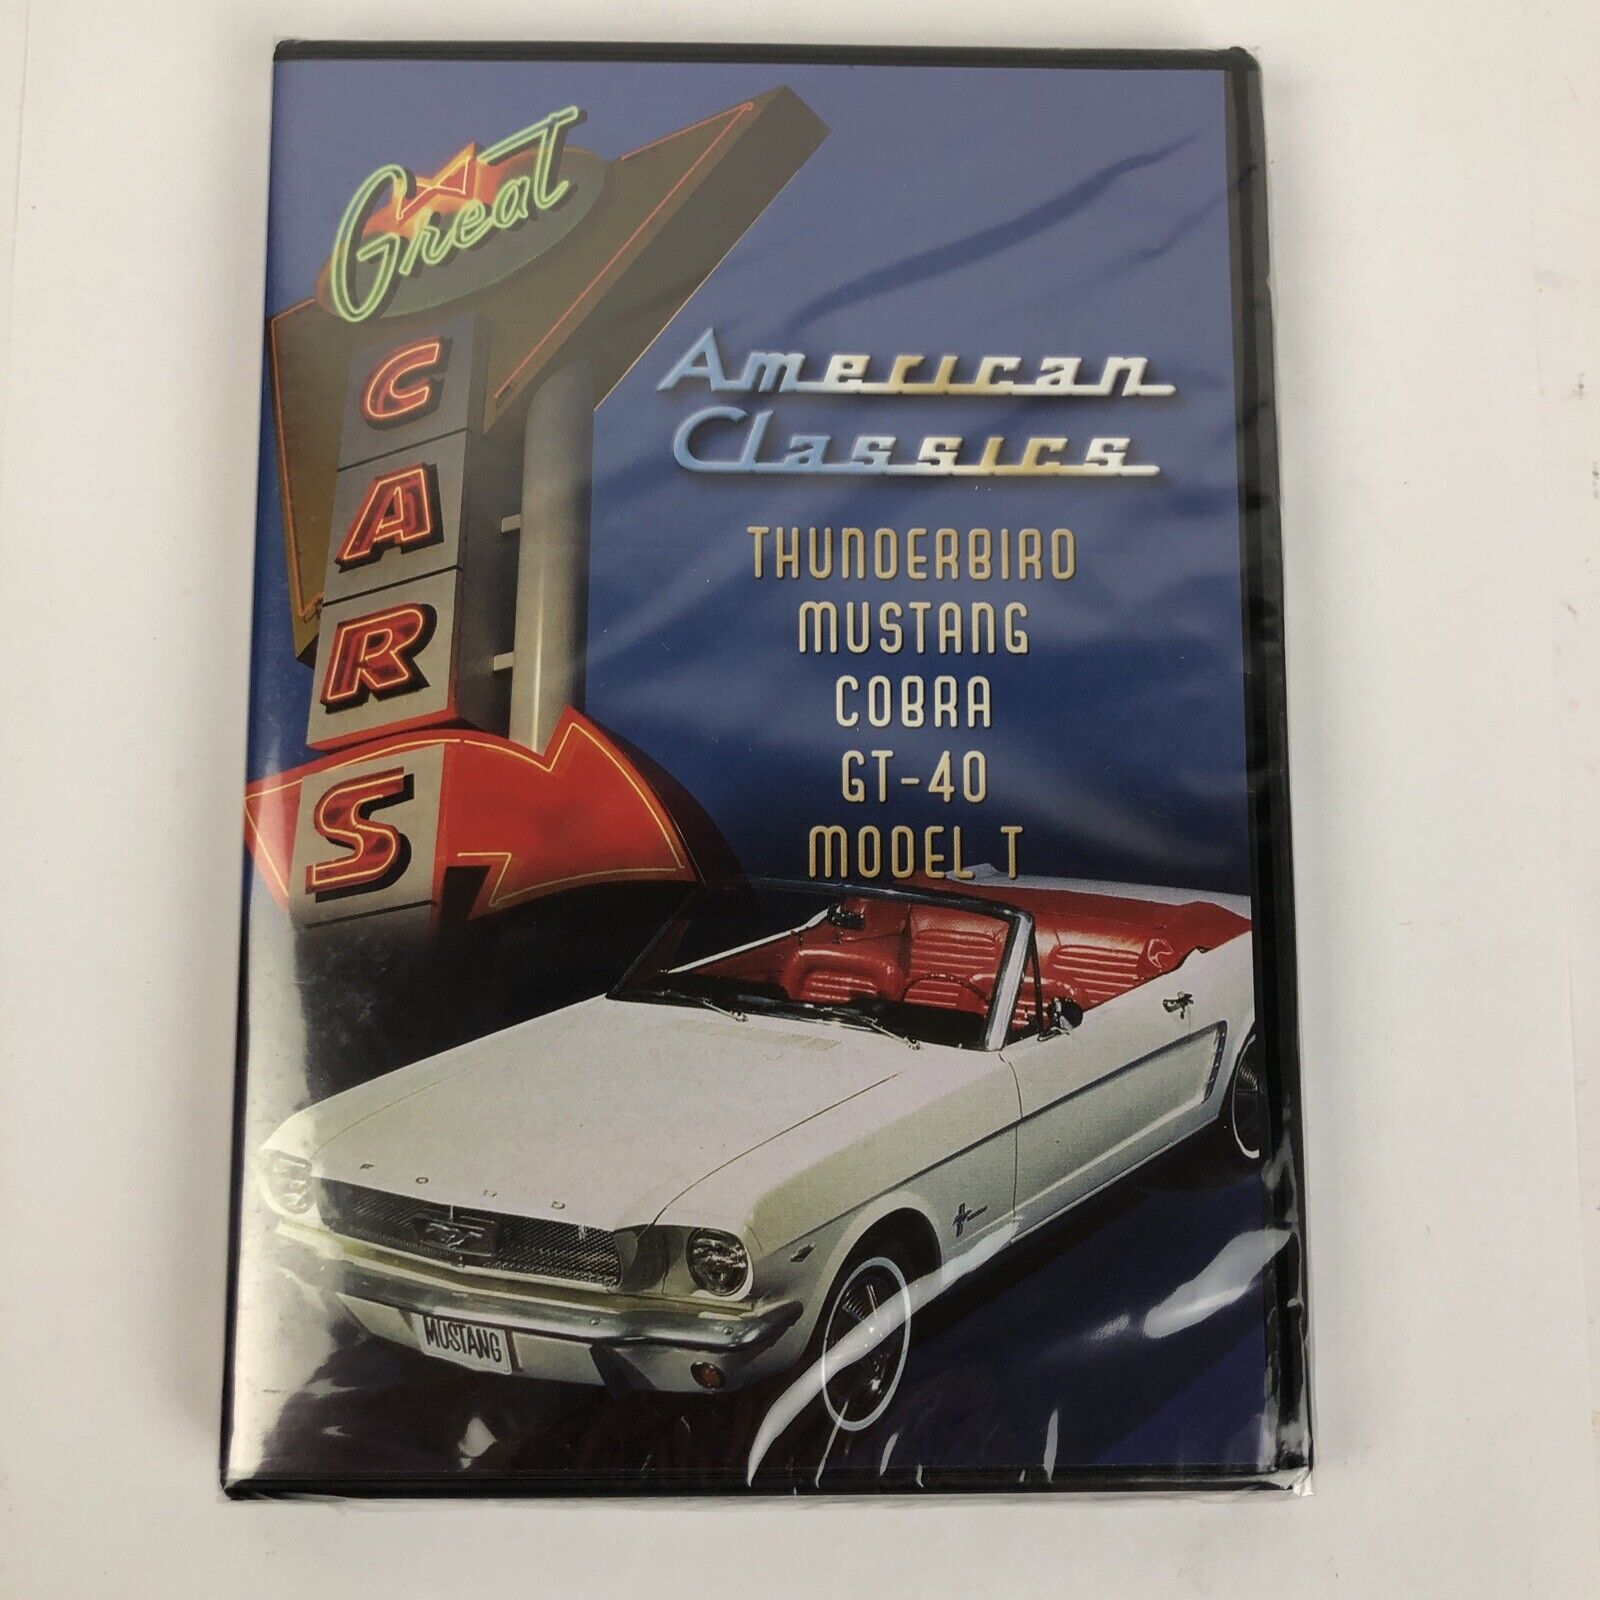 Great
CARS
American
Classics
THUNDERBIRD
MUSTANG
COBRA
GT-40
MODEL T
FORD
MUSTANG